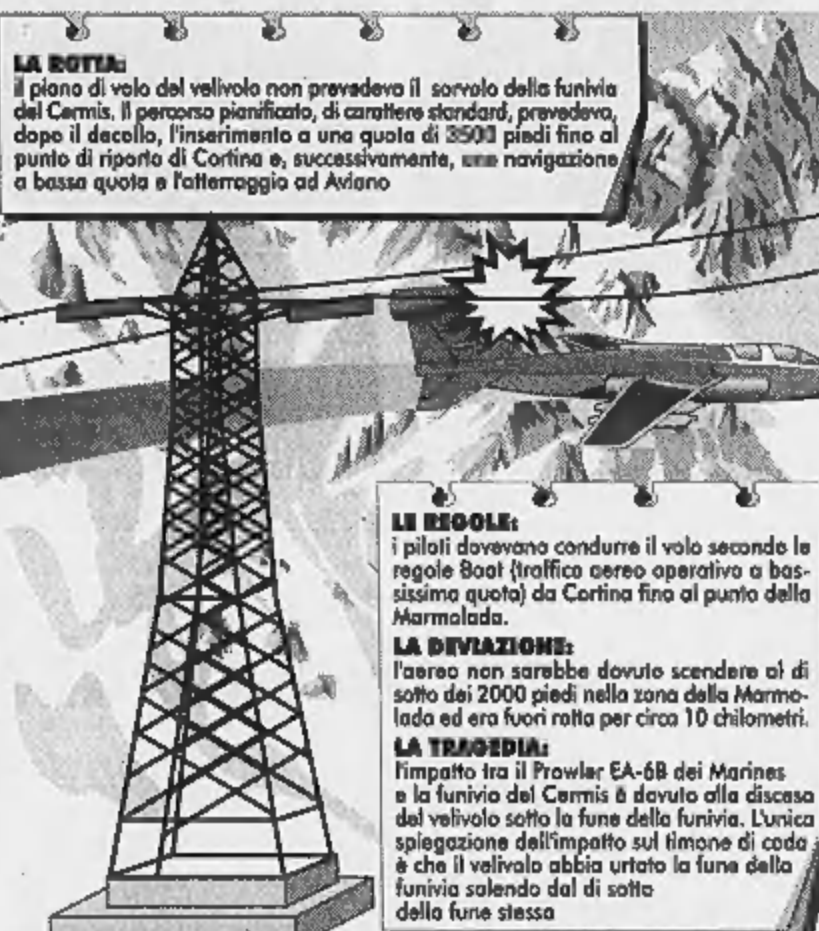 LA ROTTA:
il piano di volo del velivolo non prevedeva il sorvolo della funivia
del Cermis. Il percorso pianificato, di carattere standard, prevedeva,
dopo il decollo, l'inserimento a una quota di 3500 piedi fino al
punto di riporto di Cortina e, successivamente, una navigazione
a bassa quota e l'atterraggio ad Aviano
LE REGOLE:
i piloti dovevano condurre il volo secondo le
regole Boat (traffico aereo operativo a bas-
sissima quota) da Cortina fino al punto della
Marmolada.
LA DEVIAZIONE:
l'aereo non sarebbe dovuto scendere al di
sotto dei 2000 piedi nella zona della Marmo-
lada ed era fuori rotta per circa 10 chilometri.
LA TRAGEDIA:
l'impatto tra il Prowler EA-6B dei Marines
e la funivia del Cermis è dovuto alla discesa
del velivolo sotto la fune della funivia. L'unica
spiegazione dell'impatto sul timone di coda
è che il velivolo abbia urtato la fune della
funivia salendo dal di sotto
della fune stessa